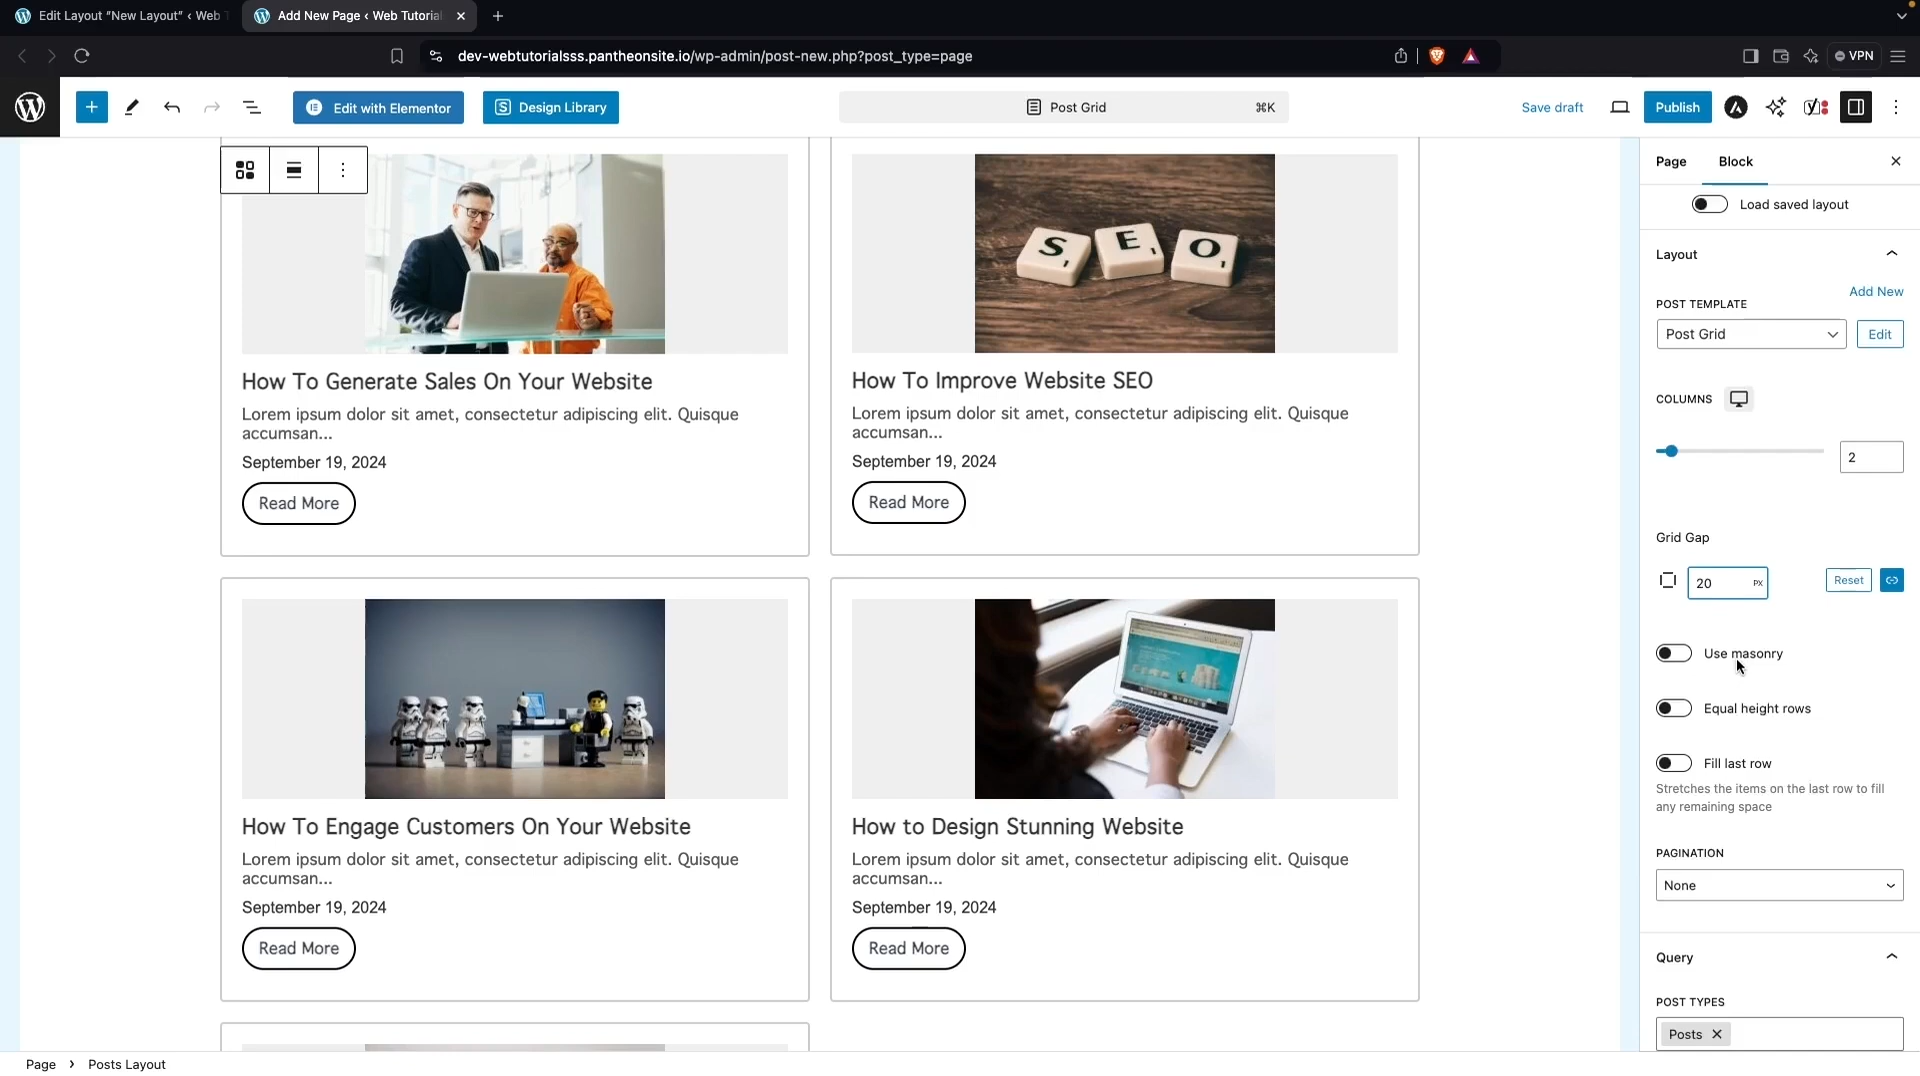 Edit Layout “New Layout” ‹ Web T
Add New Page ‹ Web Tutorial
dev-webtutorialsss.pantheonsite.io/wp-admin/post-new.php?post_type=page
VPN
Edit with Elementor
Design Library
Post Grid
⌘K
Save draft
Publish
Page
Block
Load saved layout
Layout
Add New
POST TEMPLATE
Post Grid
Edit
COLUMNS
2
Grid Gap
20
PX
Reset
Use masonry
Equal height rows
Fill last row
Stretches the items on the last row to fill
any remaining space
PAGINATION
None
Query
POST TYPES
Posts
S E O
How To Generate Sales On Your Website
Lorem ipsum dolor sit amet, consectetur adipiscing elit. Quisque
accumsan...
September 19, 2024
Read More
How To Improve Website SEO
Lorem ipsum dolor sit amet, consectetur adipiscing elit. Quisque
accumsan...
September 19, 2024
Read More
How To Engage Customers On Your Website
Lorem ipsum dolor sit amet, consectetur adipiscing elit. Quisque
accumsan...
September 19, 2024
Read More
How to Design Stunning Website
Lorem ipsum dolor sit amet, consectetur adipiscing elit. Quisque
accumsan...
September 19, 2024
Read More
Page › Posts Layout